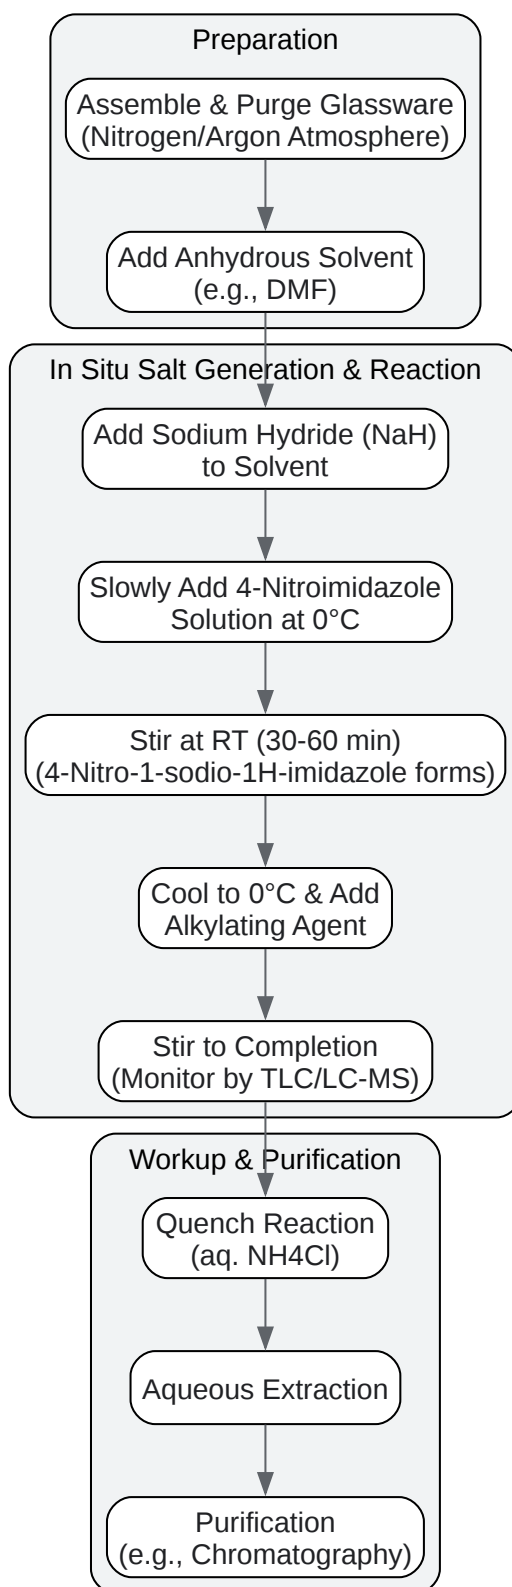 Preparation
Assemble & Purge Glassware
(Nitrogen/Argon Atmosphere)
Add Anhydrous Solvent
(e.g., DMF)
In Situ Salt Generation & Reaction
Add Sodium Hydride (NaH)
to Solvent
Slowly Add 4-Nitroimidazole
Solution at 0°C
Stir at RT (30-60 min)
(4-Nitro-1-sodio-1H-imidazole forms)
Cool to 0°C & Add
Alkylating Agent
Stir to Completion
(Monitor by TLC/LC-MS)
Workup & Purification
Quench Reaction
(aq. NH4Cl)
Aqueous Extraction
Purification
(e.g., Chromatography)